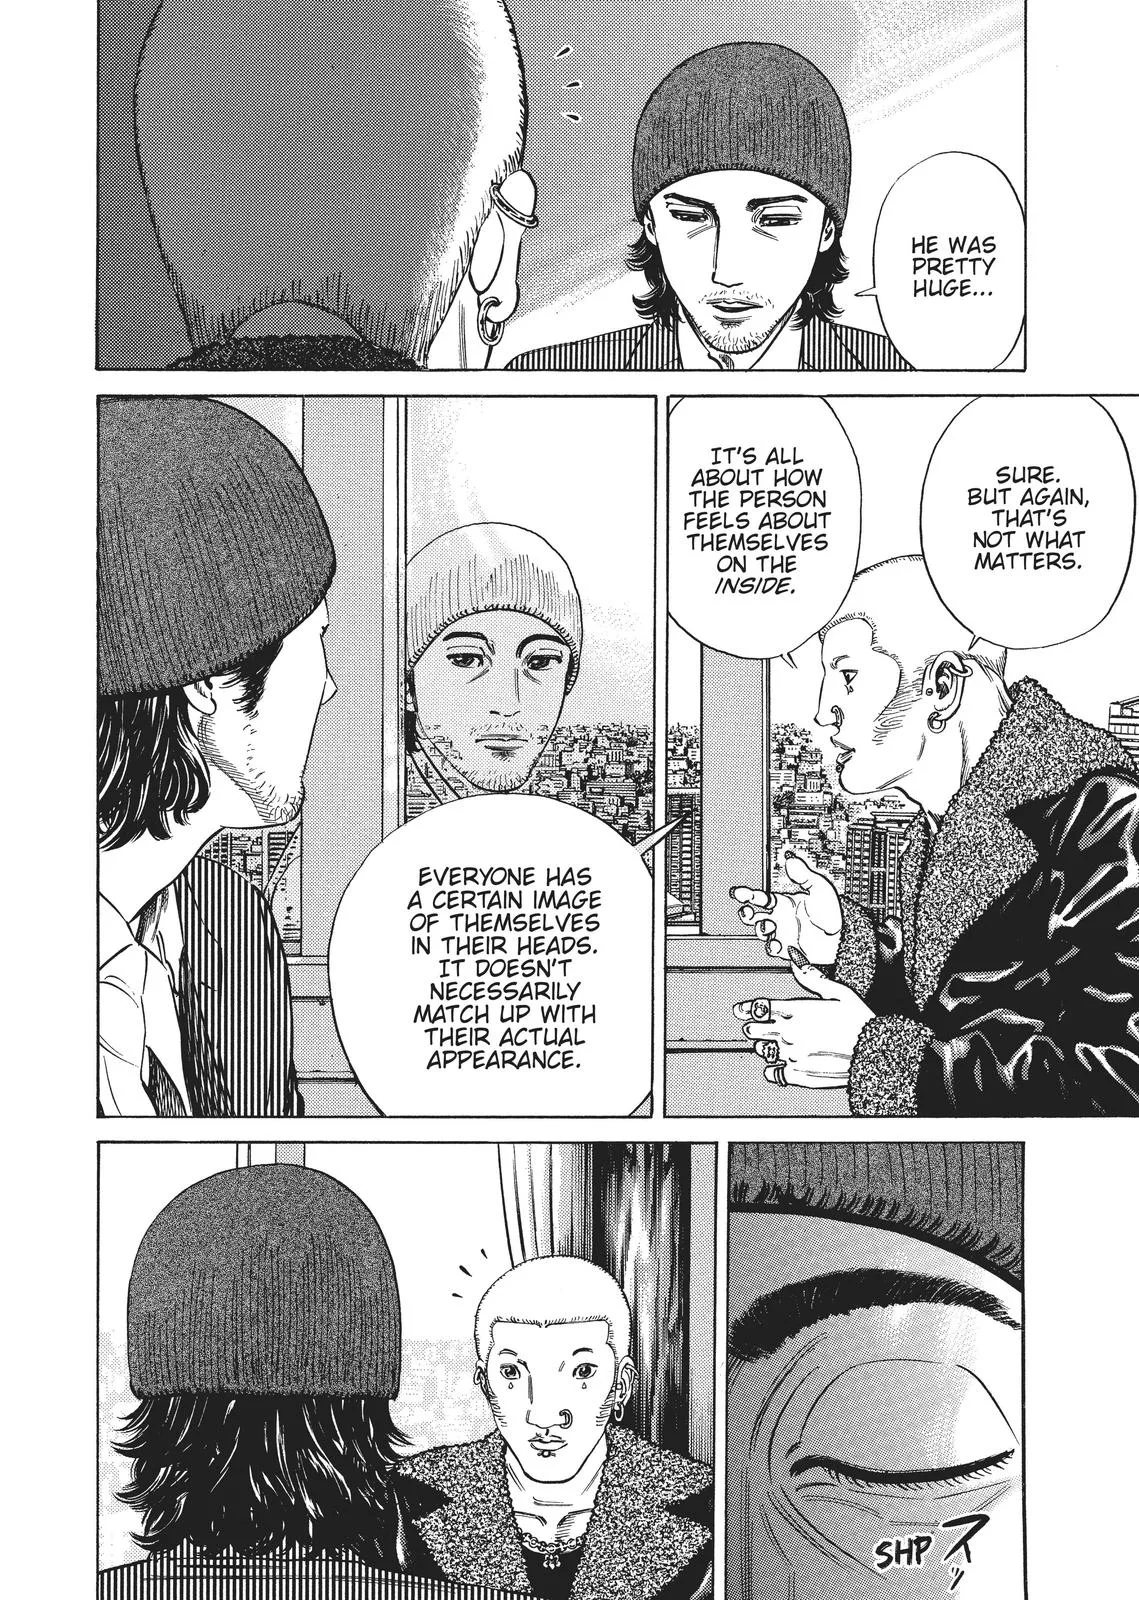 HE WAS
PRETTY
HUGE...
SURE.
BUT AGAIN,
THAT'S
NOT WHAT
MATTERS.
IT'S ALL
ABOUT HOW
THE PERSON
FEELS ABOUT
THEMSELVES
ON THE
INSIDE.
EVERYONE HAS
A CERTAIN IMAGE
OF THEMSELVES
IN THEIR HEADS.
IT DOESN'T
NECESSARILY
MATCH UP WITH
THEIR ACTUAL
APPEARANCE.
SHP
スッ